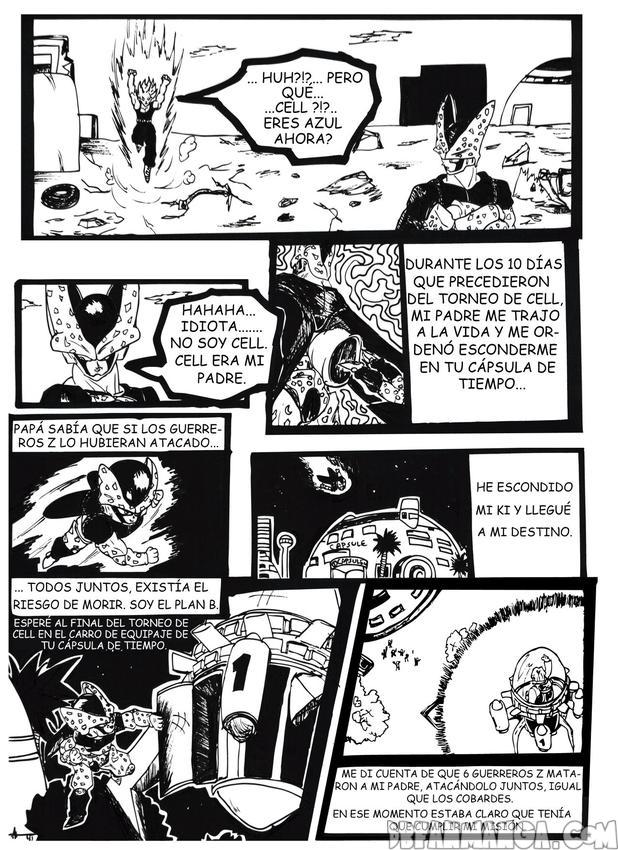 ... HUH?!?,... PERO
QUÉ...
...CELL ?!?..
ERES AZUL
AHORA?
HAHAHA...
IDIOTA.......
NO SOY CELL.
CELL ERA MI
PADRE.
DURANTE LOS 10 DÍAS
QUE PRECEDIERON
DEL TORNEO DE CELL,
MI PADRE ME TRAJO
A LA VIDA Y ME OR-
DENÓ ESCONDERME
EN TU CÁPSULA DE
TIEMPO...
PAPÁ SABÍA QUE SI LOS GUERRE-
ROS Z LO HUBIERAN ATACADO...
HE ESCONDIDO
MI KI Y LLEGUÉ
A MI DESTINO.
CAPSULE
CAPSULE
... TODOS JUNTOS, EXISTÍA EL
RIESGO DE MORIR. SOY EL PLAN B.
ESPERÉ AL FINAL DEL TORNEO DE
CELL EN EL CARRO DE EQUIPAJE DE
TU CÁPSULA DE TIEMPO.
1
1
ME DI CUENTA DE QUE 6 GUERREROS Z MATA-
RON A MI PADRE, ATACÁNDOLO JUNTOS, IGUAL
QUE LOS COBARDES.
EN ESE MOMENTO ESTABA CLARO QUE TENÍA
QUE CUMPLIR MI MISIÓN
41
DBFANMANGA.COM